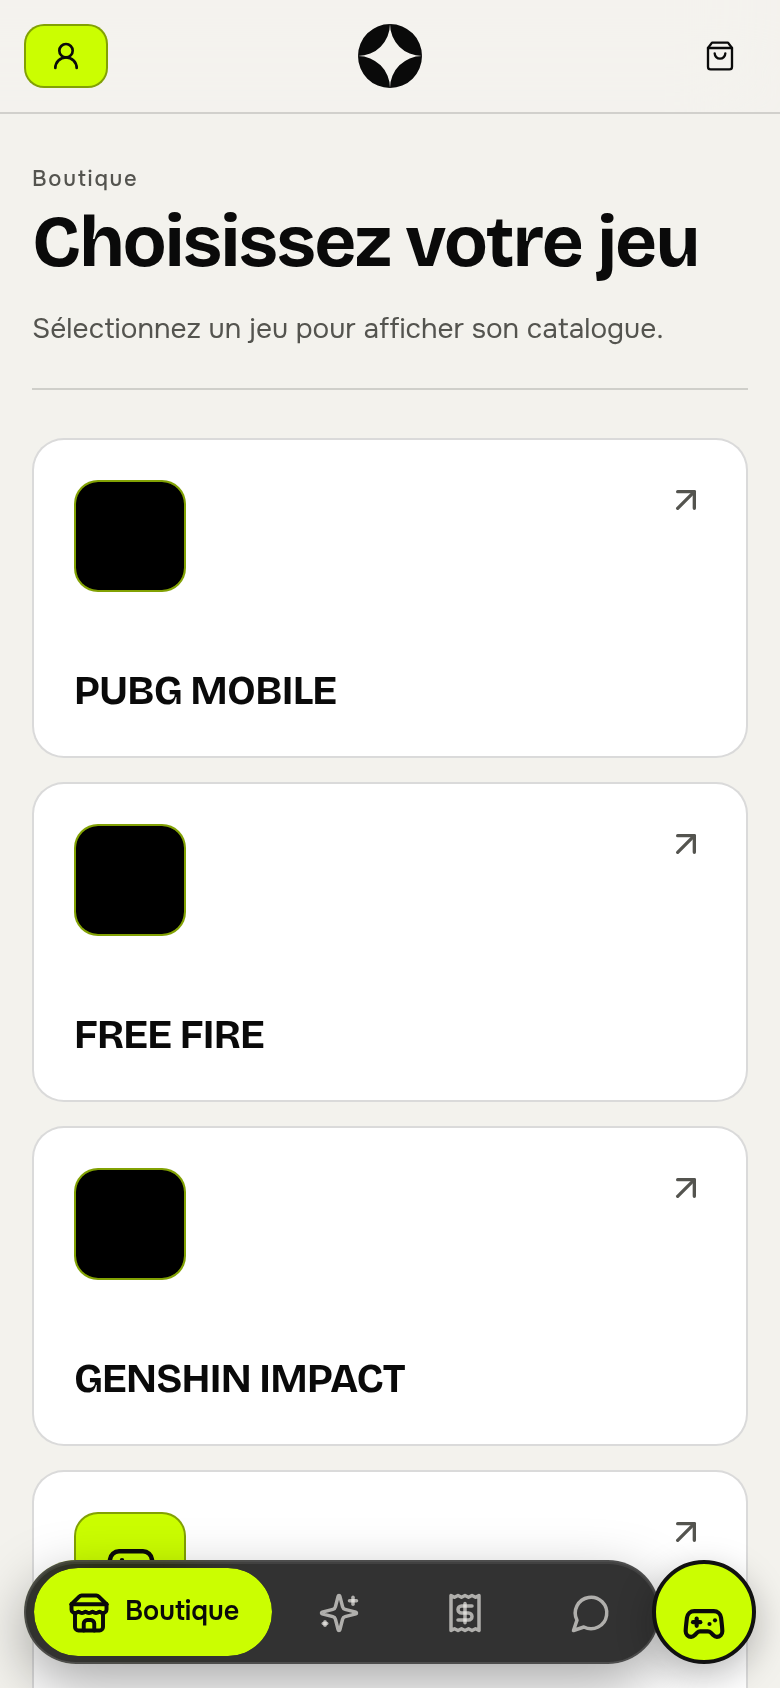 Boutique
Choisissez votre jeu
Sélectionnez un jeu pour afficher son catalogue.
PUBG MOBILE
FREE FIRE
GENSHIN IMPACT
Boutique